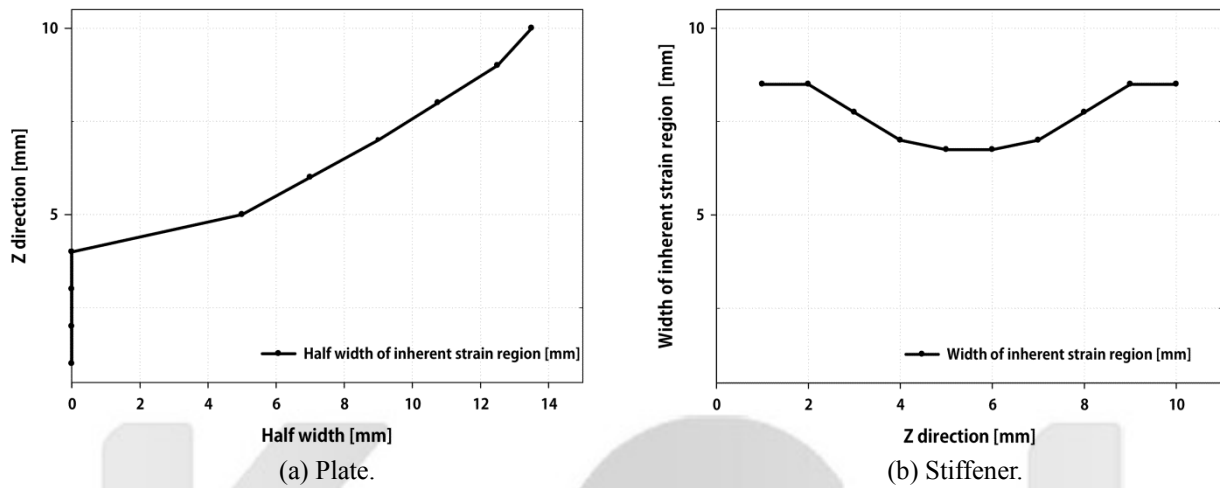 10
5
Z direction [mm]
Half width of inherent strain region [mm]
0 2 4 6 8 10 12 14
Half width [mm]
(a) Plate.
10
5
Width of inherent strain region [mm]
Width of inherent strain region [mm]
0 2 4 6 8 10
Z direction [mm]
(b) Stiffener.